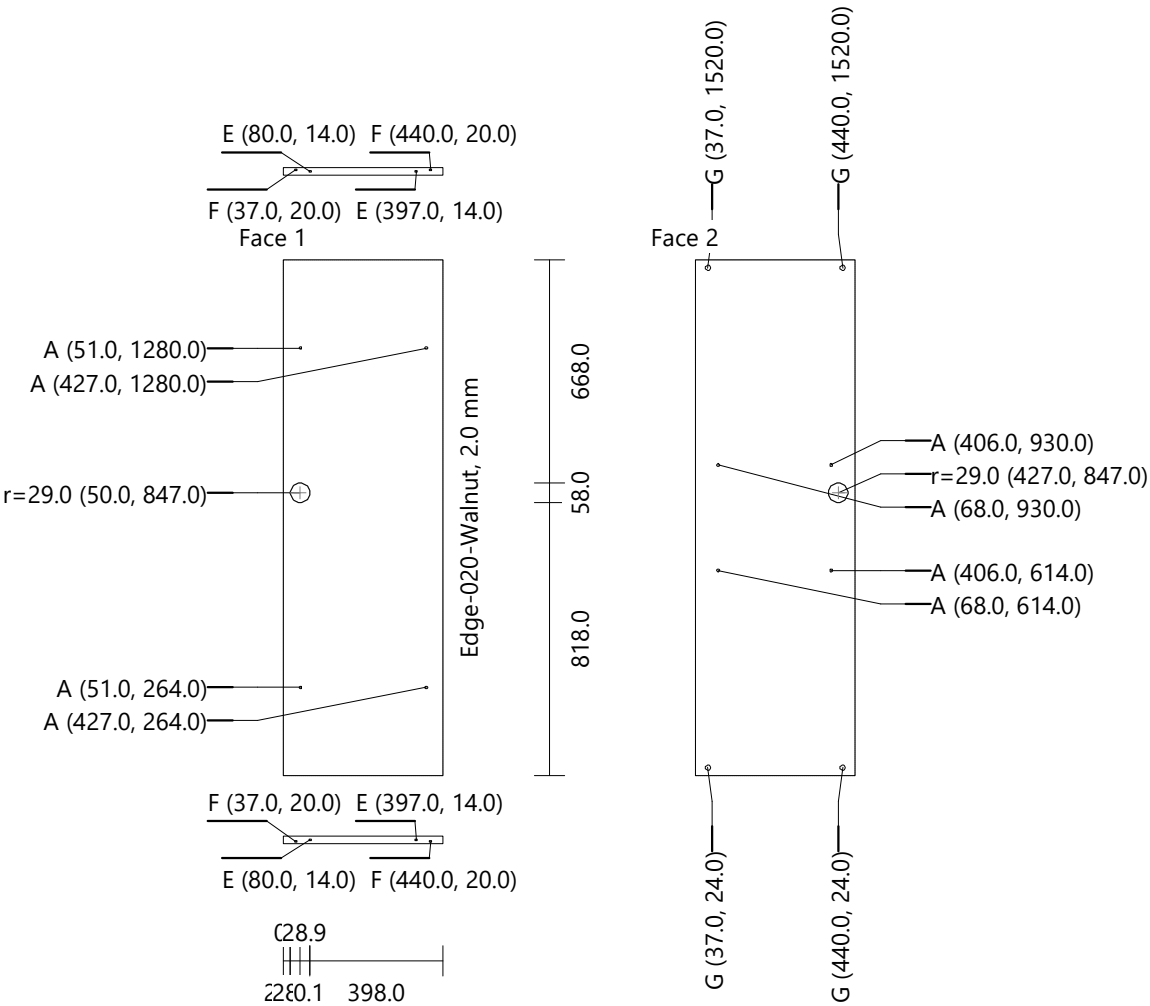 G (37.0, 1520.0)
G (440.0, 1520.0)
E (80.0, 14.0)
F (440.0, 20.0)
F (37.0, 20.0)
E (397.0, 14.0)
Face 1
Face 2
A (51.0, 1280.0)
A (427.0, 1280.0)
668.0
r=29.0 (50.0, 847.0)
58.0
Edge-020-Walnut, 2.0 mm
A (406.0, 930.0)
r=29.0 (427.0, 847.0)
A (68.0, 930.0)
A (406.0, 614.0)
A (68.0, 614.0)
818.0
A (51.0, 264.0)
A (427.0, 264.0)
F (37.0, 20.0)
E (397.0, 14.0)
E (80.0, 14.0)
F (440.0, 20.0)
G (37.0, 24.0)
G (440.0, 24.0)
28.9
398.0